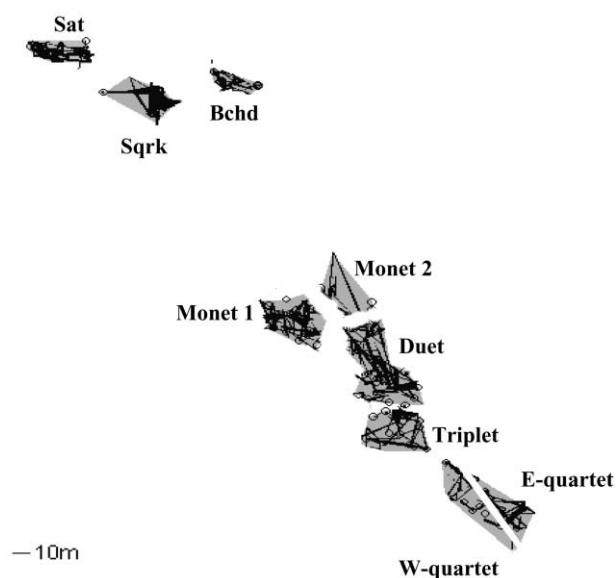 Sat
Bchd
Sqrk
Monet 2
Monet 1
Duet
Triplet
E-quartet
10m
W-quartet